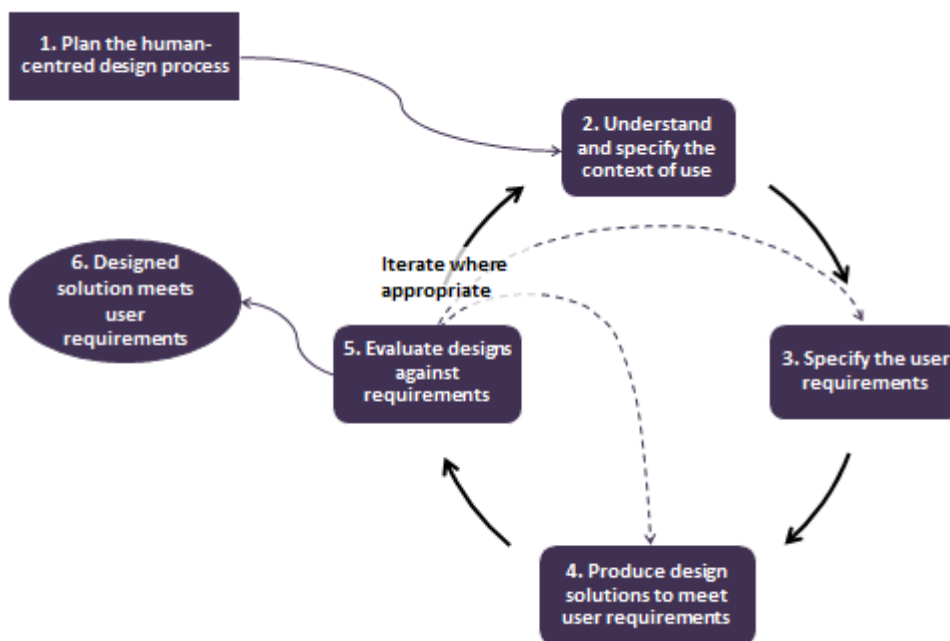 1. Plan the human-
centred design process
2. Understand
and specify the
context of use
Iterate where
appropriate
6. Designed
solution meets
user
requirements
5. Evaluate designs
against
requirements
3. Specify the user
requirements
4. Produce design
solutions to meet
user requirements